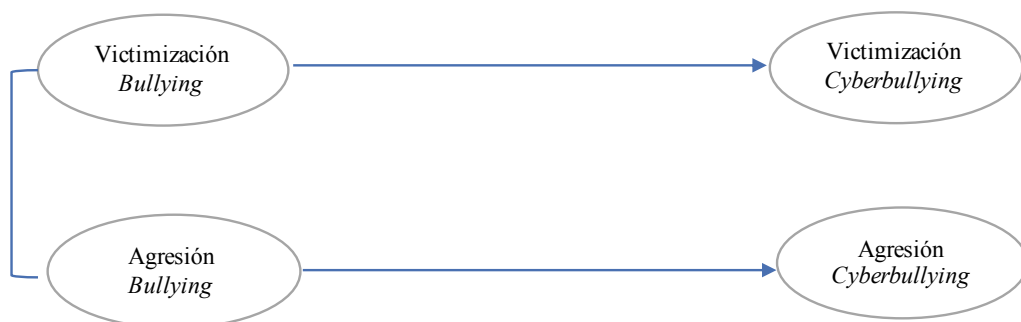 Victimización
Bullying
Victimización
Cyberbullying
Agresión
Bullying
Agresión
Cyberbullying